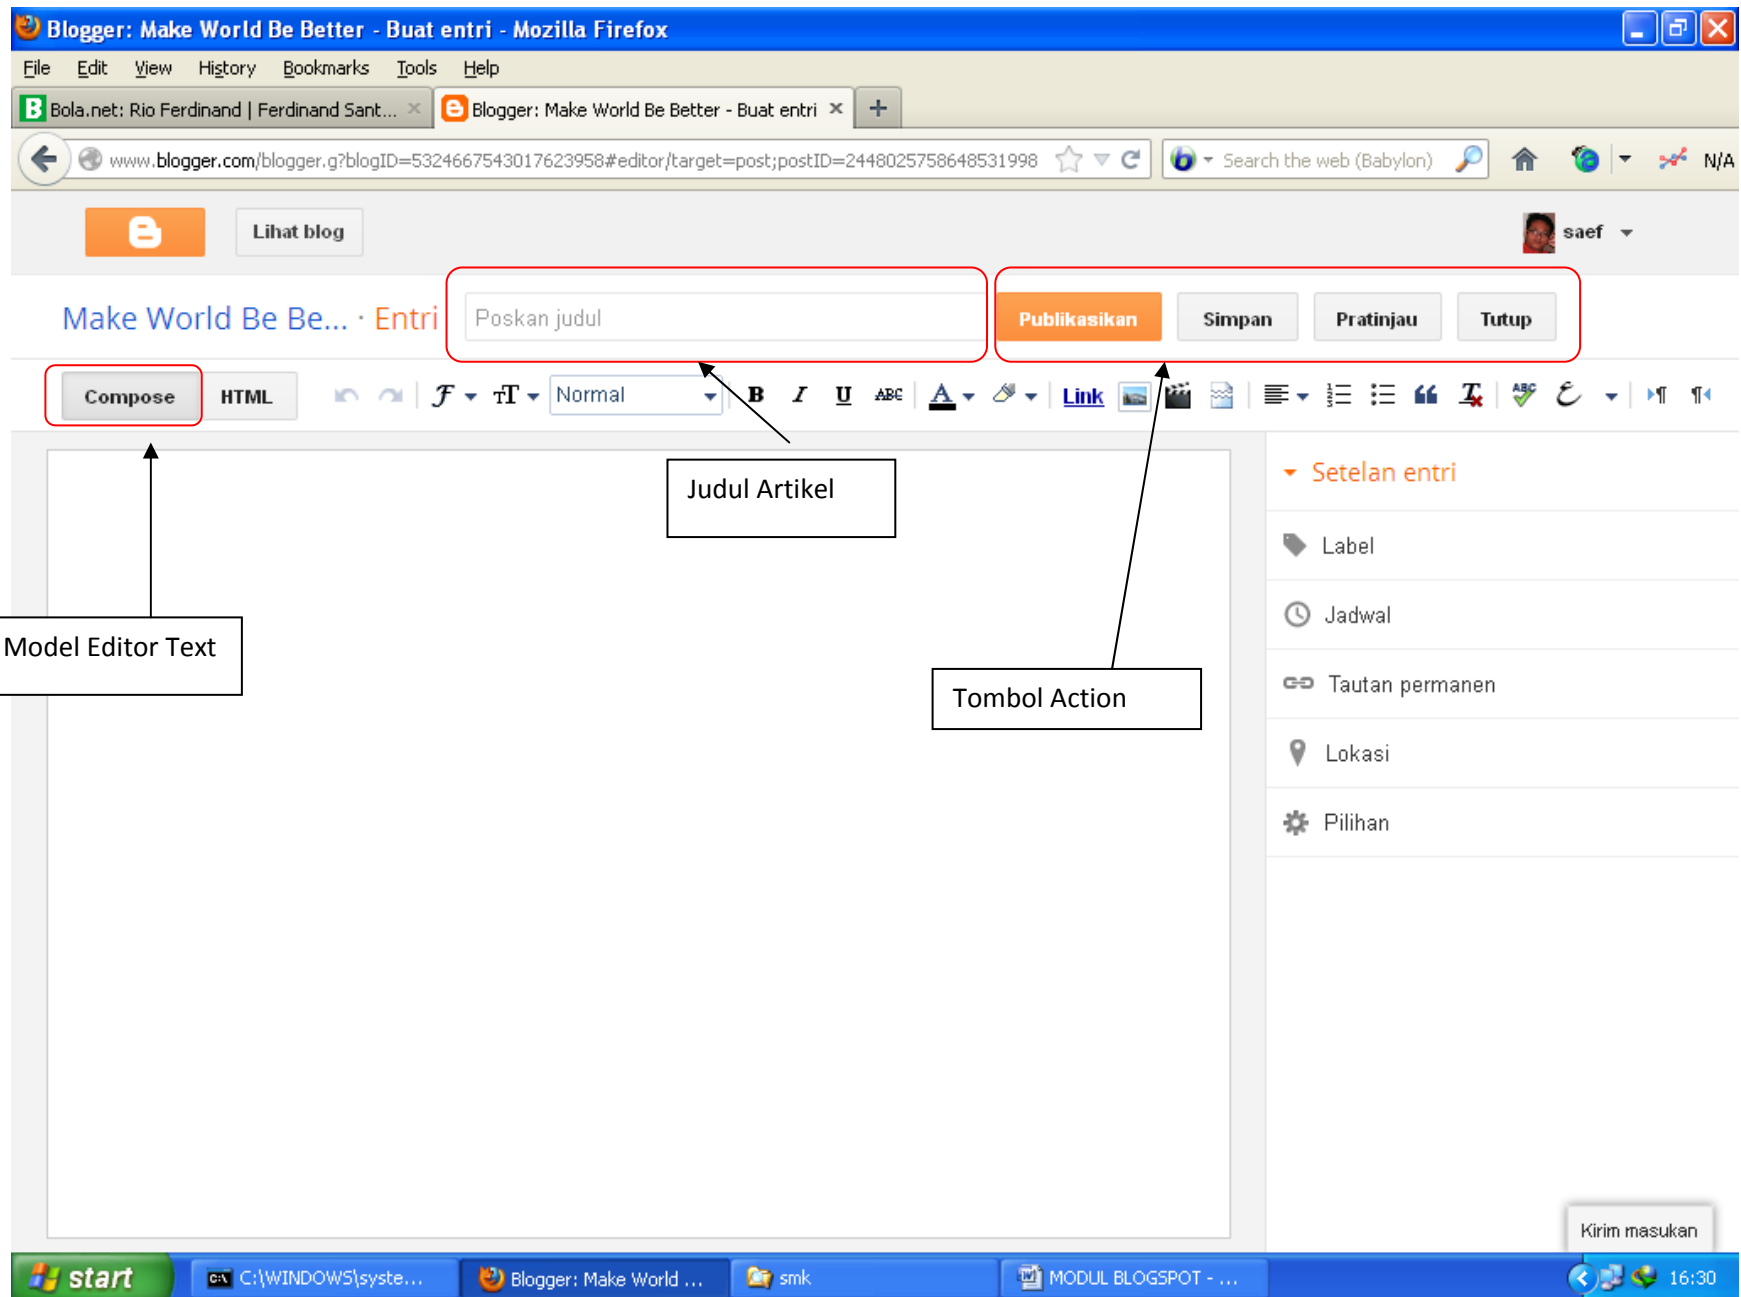 Blogger: Make World Be Better - Buat entri - Mozilla Firefox
File Edit View History Bookmarks Tools Help
Bola.net: Rio Ferdinand | Ferdinand Sant... Blogger: Make World Be Better - Buat entri
www.blogger.com/blogger.g?blogID=5324667543017623958#editor/target=post;postID=2448025758648531998 Search the web (Babylon) N/A
Lihat blog saef
Make World Be Be... · Entri Poskan judul Publikasikan Simpan Pratinjau Tutup
Compose HTML Normal B I U ABC A Link
Setelan entri
Judul Artikel
Label
Jadwal
Model Editor Text
Tautan permanen
Tombol Action
Lokasi
Pilihan
Kirim masukan
start C:\WINDOWS\syste... Blogger: Make World ... smk MODUL BLOGSPOT - ... 16:30